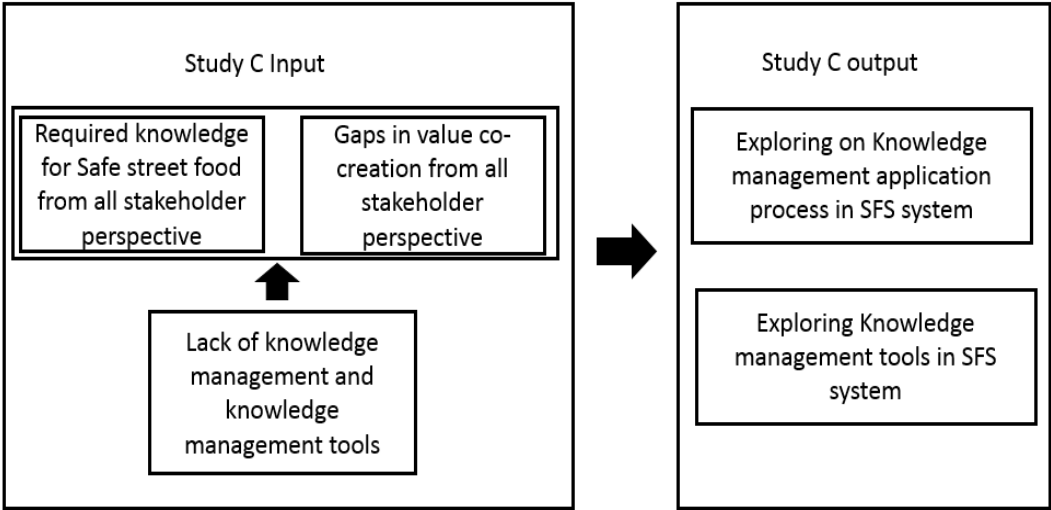 Study C Input
Required knowledge
for Safe street food
from all stakeholder
perspective
Gaps in value co-
creation from all
stakeholder
perspective
Lack of knowledge
management and
knowledge
management tools
Study C output
Exploring on Knowledge
management application
process in SFS system
Exploring Knowledge
management tools in SFS
system